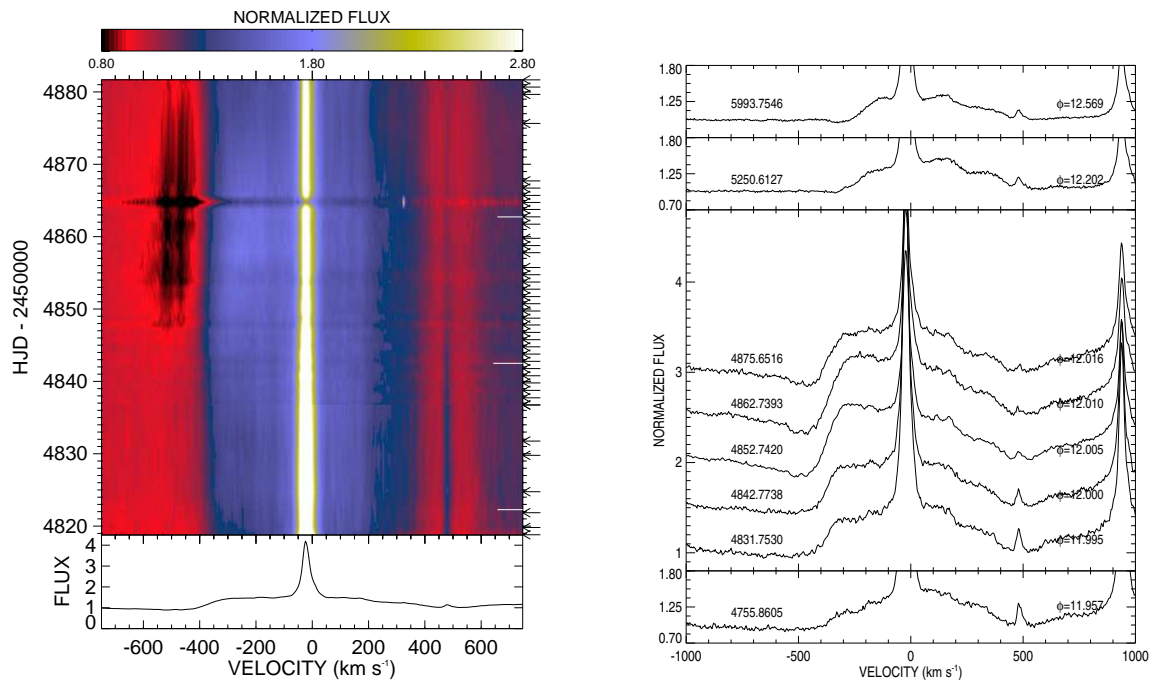 NORMALIZED FLUX
0.80 1.80 2.80
4880
4870
4860
4850
4840
4830
4820
HJD - 2450000
4
3
2
1
0
FLUX
-600 -400 -200 0 200 400 600
VELOCITY (km s-1)
1.80
1.25
5993.7546 ϕ=12.569
1.80
1.25
0.70
5250.6127 ϕ=12.202
4
3
2
1
NORMALIZED FLUX
4875.6516 ϕ=12.016
4862.7393 ϕ=12.010
4852.7420 ϕ=12.005
4842.7738 ϕ=12.000
4831.7530 ϕ=11.995
1.80
1.25
0.70
4755.8605 ϕ=11.957
-1000 -500 0 500 1000
VELOCITY (km s-1)